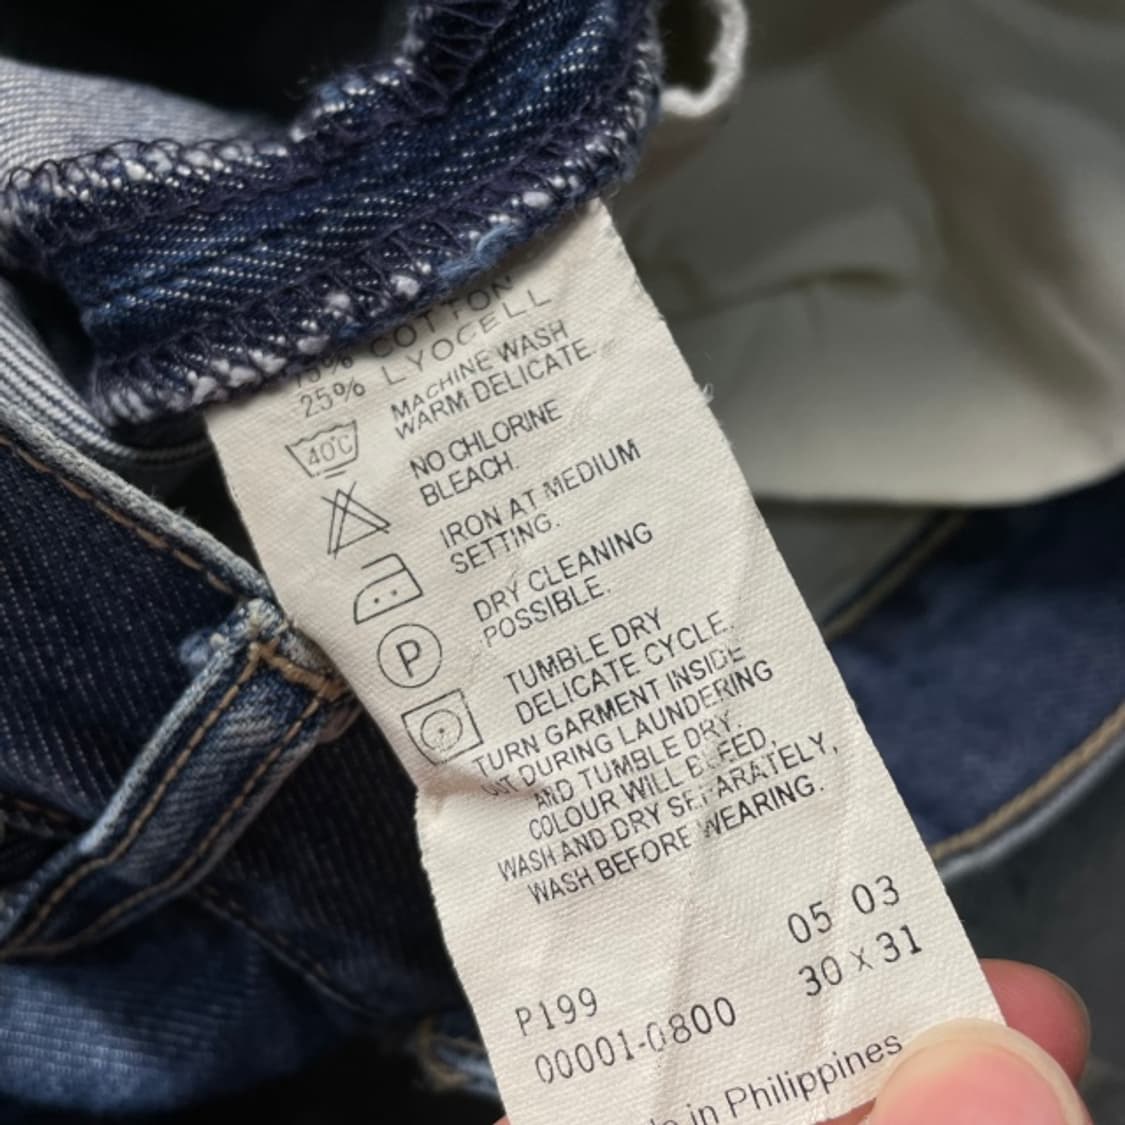 75% COTTON
25% LYOCELL
40°C
MACHINE WASH
WARM DELICATE
NO CHLORINE
BLEACH.
IRON AT MEDIUM
SETTING.
P
DRY CLEANING
POSSIBLE.
TUMBLE DRY
DELICATE CYCLE.
TURN GARMENT INSIDE
OUT DURING LAUNDERING
AND TUMBLE DRY.
COLOUR WILL BLEED,
WASH AND DRY SEPARATELY,
WASH BEFORE WEARING.
05 03
30 x 31
P199
00001-0800
in Philippines